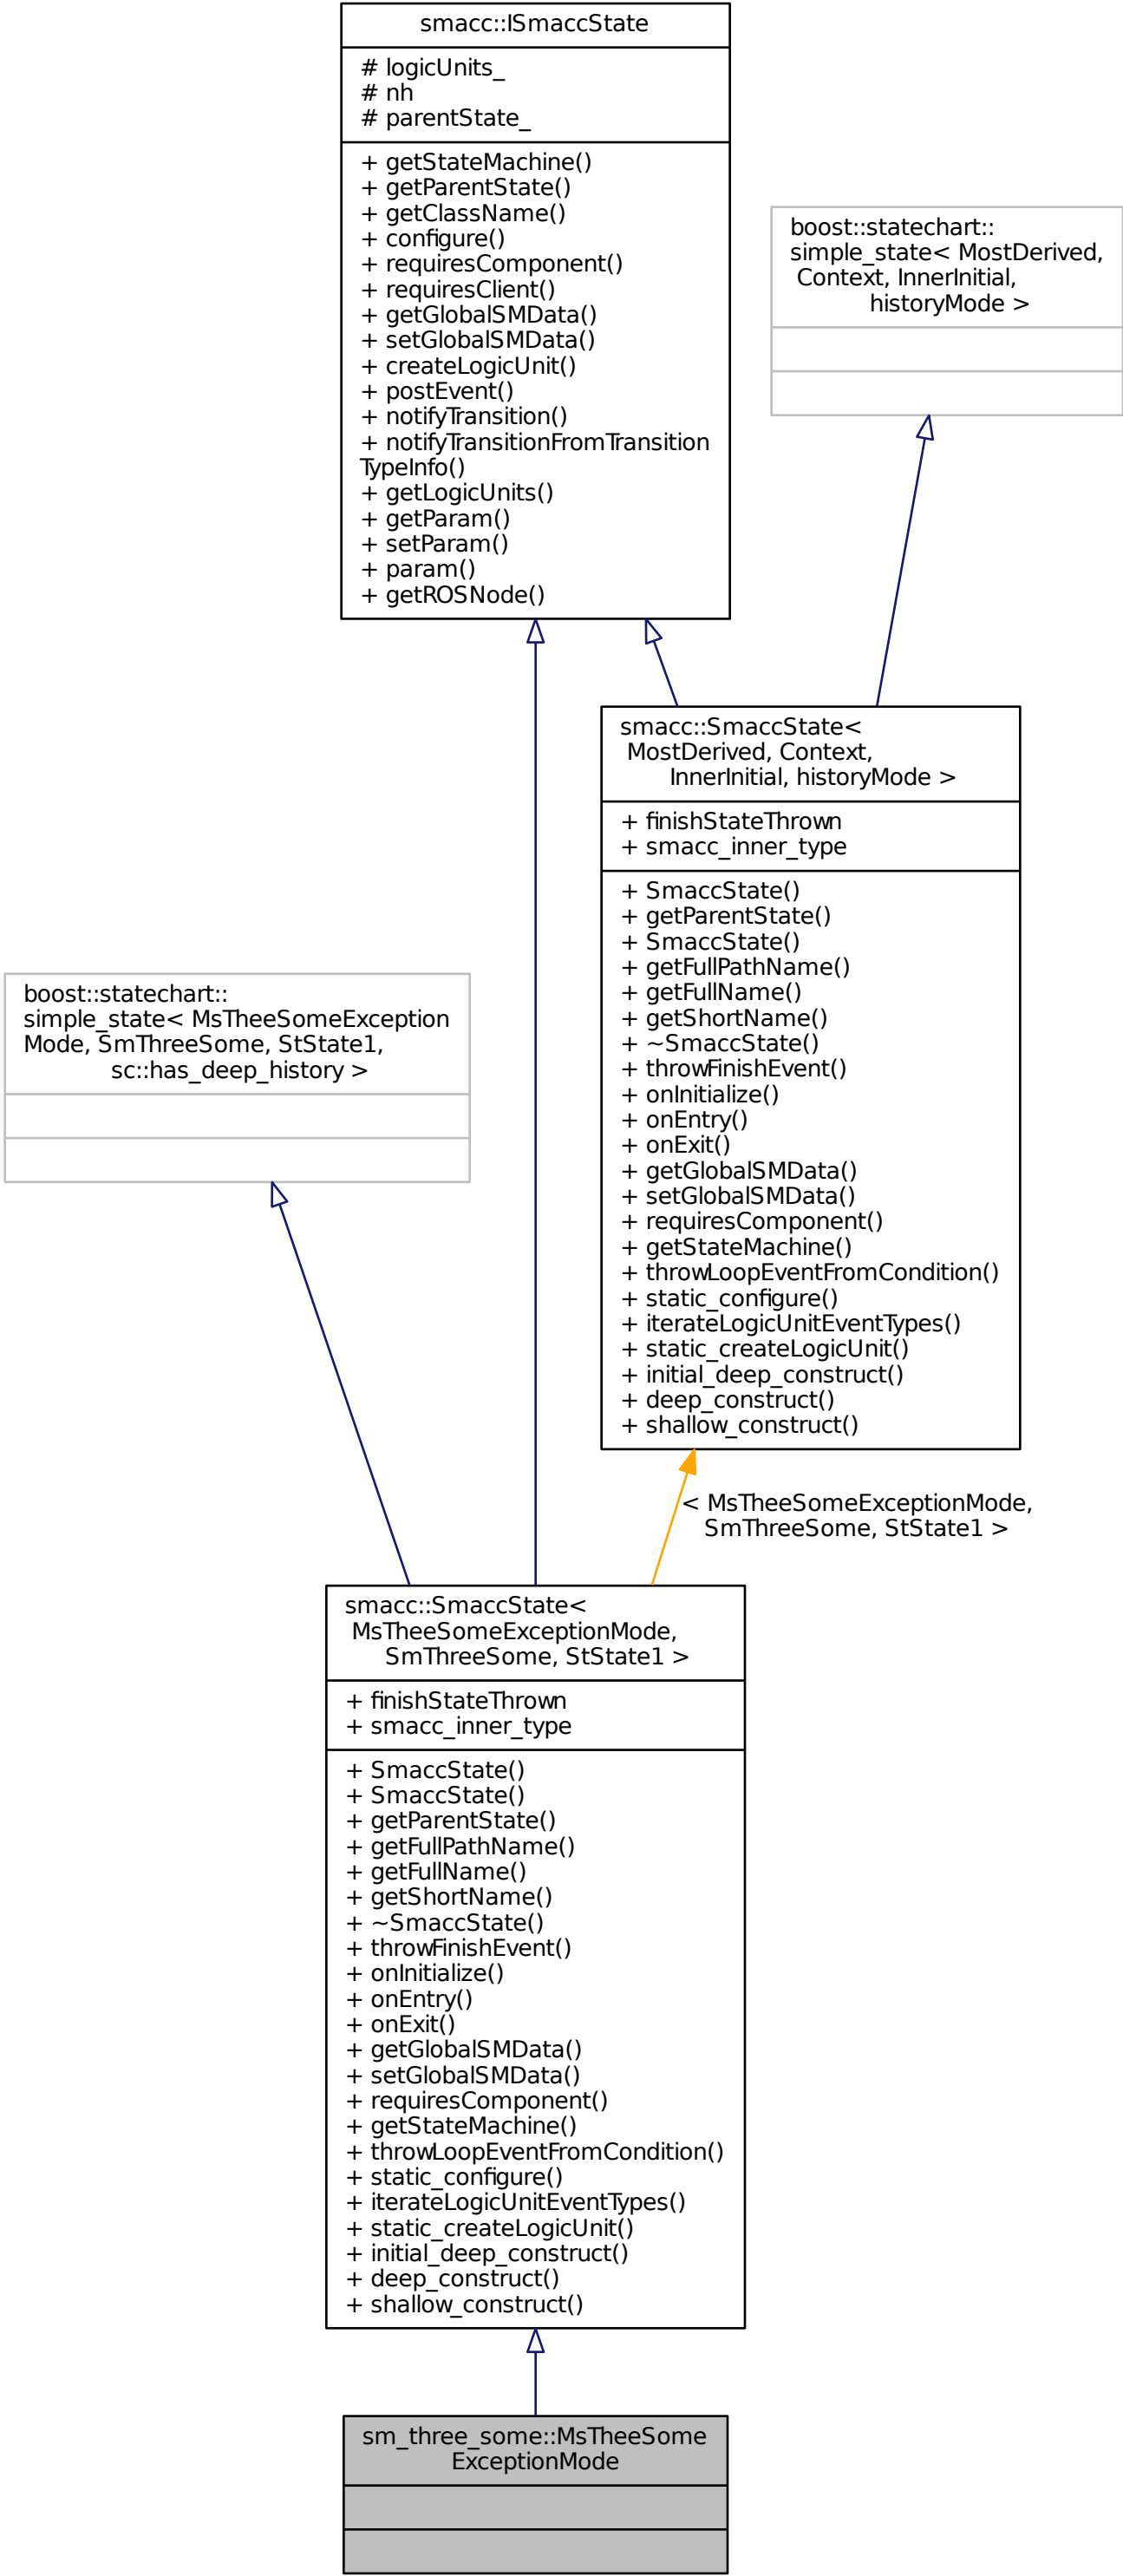 smacc::ISmaccState
# logicUnits_
# nh
# parentState_
+ getStateMachine()
+ getParentState()
+ getClassName()
+ configure()
+ requiresComponent()
+ requiresClient()
+ getGlobalSMData()
+ setGlobalSMData()
+ createLogicUnit()
+ postEvent()
+ notifyTransition()
+ notifyTransitionFromTransition
TypeInfo()
+ getLogicUnits()
+ getParam()
+ setParam()
+ param()
+ getROSNode()
boost::statechart::
simple_state< MostDerived,
Context, InnerInitial,
historyMode >
smacc::SmaccState<
MostDerived, Context,
InnerInitial, historyMode >
+ finishStateThrown
+ smacc_inner_type
+ SmaccState()
+ getParentState()
+ SmaccState()
+ getFullPathName()
+ getFullName()
+ getShortName()
+ ~SmaccState()
+ throwFinishEvent()
+ onInitialize()
+ onEntry()
+ onExit()
+ getGlobalSMData()
+ setGlobalSMData()
+ requiresComponent()
+ getStateMachine()
+ throwLoopEventFromCondition()
+ static_configure()
+ iterateLogicUnitEventTypes()
+ static_createLogicUnit()
+ initial_deep_construct()
+ deep_construct()
+ shallow_construct()
boost::statechart::
simple_state< MsTheeSomeException
Mode, SmThreeSome, StState1,
sc::has_deep_history >
< MsTheeSomeExceptionMode,
SmThreeSome, StState1 >
smacc::SmaccState<
MsTheeSomeExceptionMode,
SmThreeSome, StState1 >
+ finishStateThrown
+ smacc_inner_type
+ SmaccState()
+ SmaccState()
+ getParentState()
+ getFullPathName()
+ getFullName()
+ getShortName()
+ ~SmaccState()
+ throwFinishEvent()
+ onInitialize()
+ onEntry()
+ onExit()
+ getGlobalSMData()
+ setGlobalSMData()
+ requiresComponent()
+ getStateMachine()
+ throwLoopEventFromCondition()
+ static_configure()
+ iterateLogicUnitEventTypes()
+ static_createLogicUnit()
+ initial_deep_construct()
+ deep_construct()
+ shallow_construct()
sm_three_some::MsTheeSome
ExceptionMode